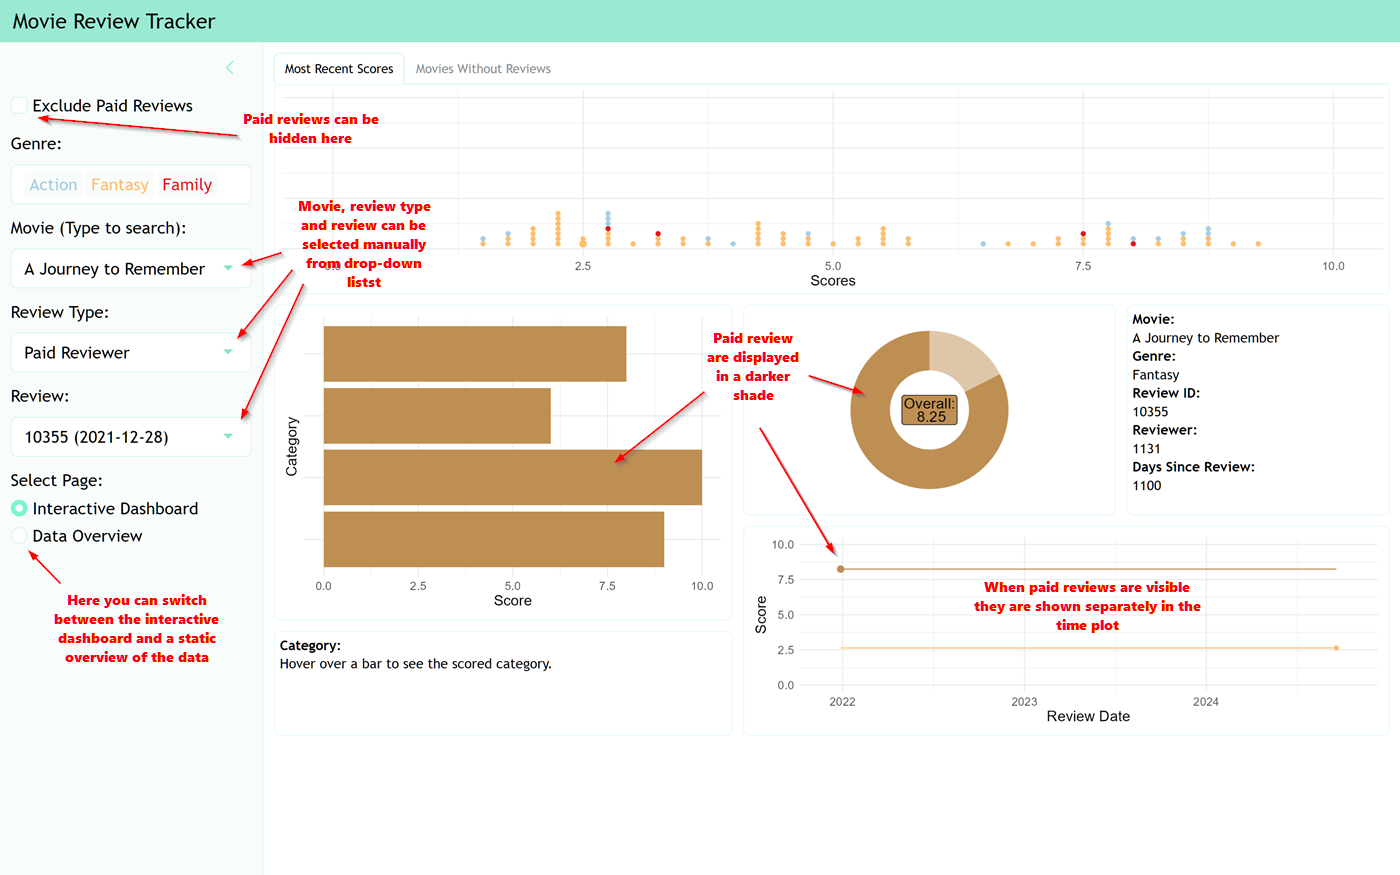 Movie Review Tracker
Exclude Paid Reviews
Paid reviews can be
hidden here
Genre:
Action Fantasy Family
Movie (Type to search):
A Journey to Remember
Review Type:
Paid Reviewer
Review:
10355 (2021-12-28)
Select Page:
Interactive Dashboard
Data Overview
Here you can switch
between the interactive
dashboard and a static
overview of the data
Movie, review type
and review can be
selected manually
from drop-down
listst
Most Recent Scores
Movies Without Reviews
0.0 2.5 5.0 7.5 10.0
Scores
Category
0.0 2.5 5.0 7.5 10.0
Score
Paid review
are displayed
in a darker
shade
Overall:
8.25
Movie:
A Journey to Remember
Genre:
Fantasy
Review ID:
10355
Reviewer:
1131
Days Since Review:
1100
Category:
Hover over a bar to see the scored category.
Score
10.0
7.5
5.0
2.5
0.0
When paid reviews are visible
they are shown separately in the
time plot
2022 2023 2024
Review Date